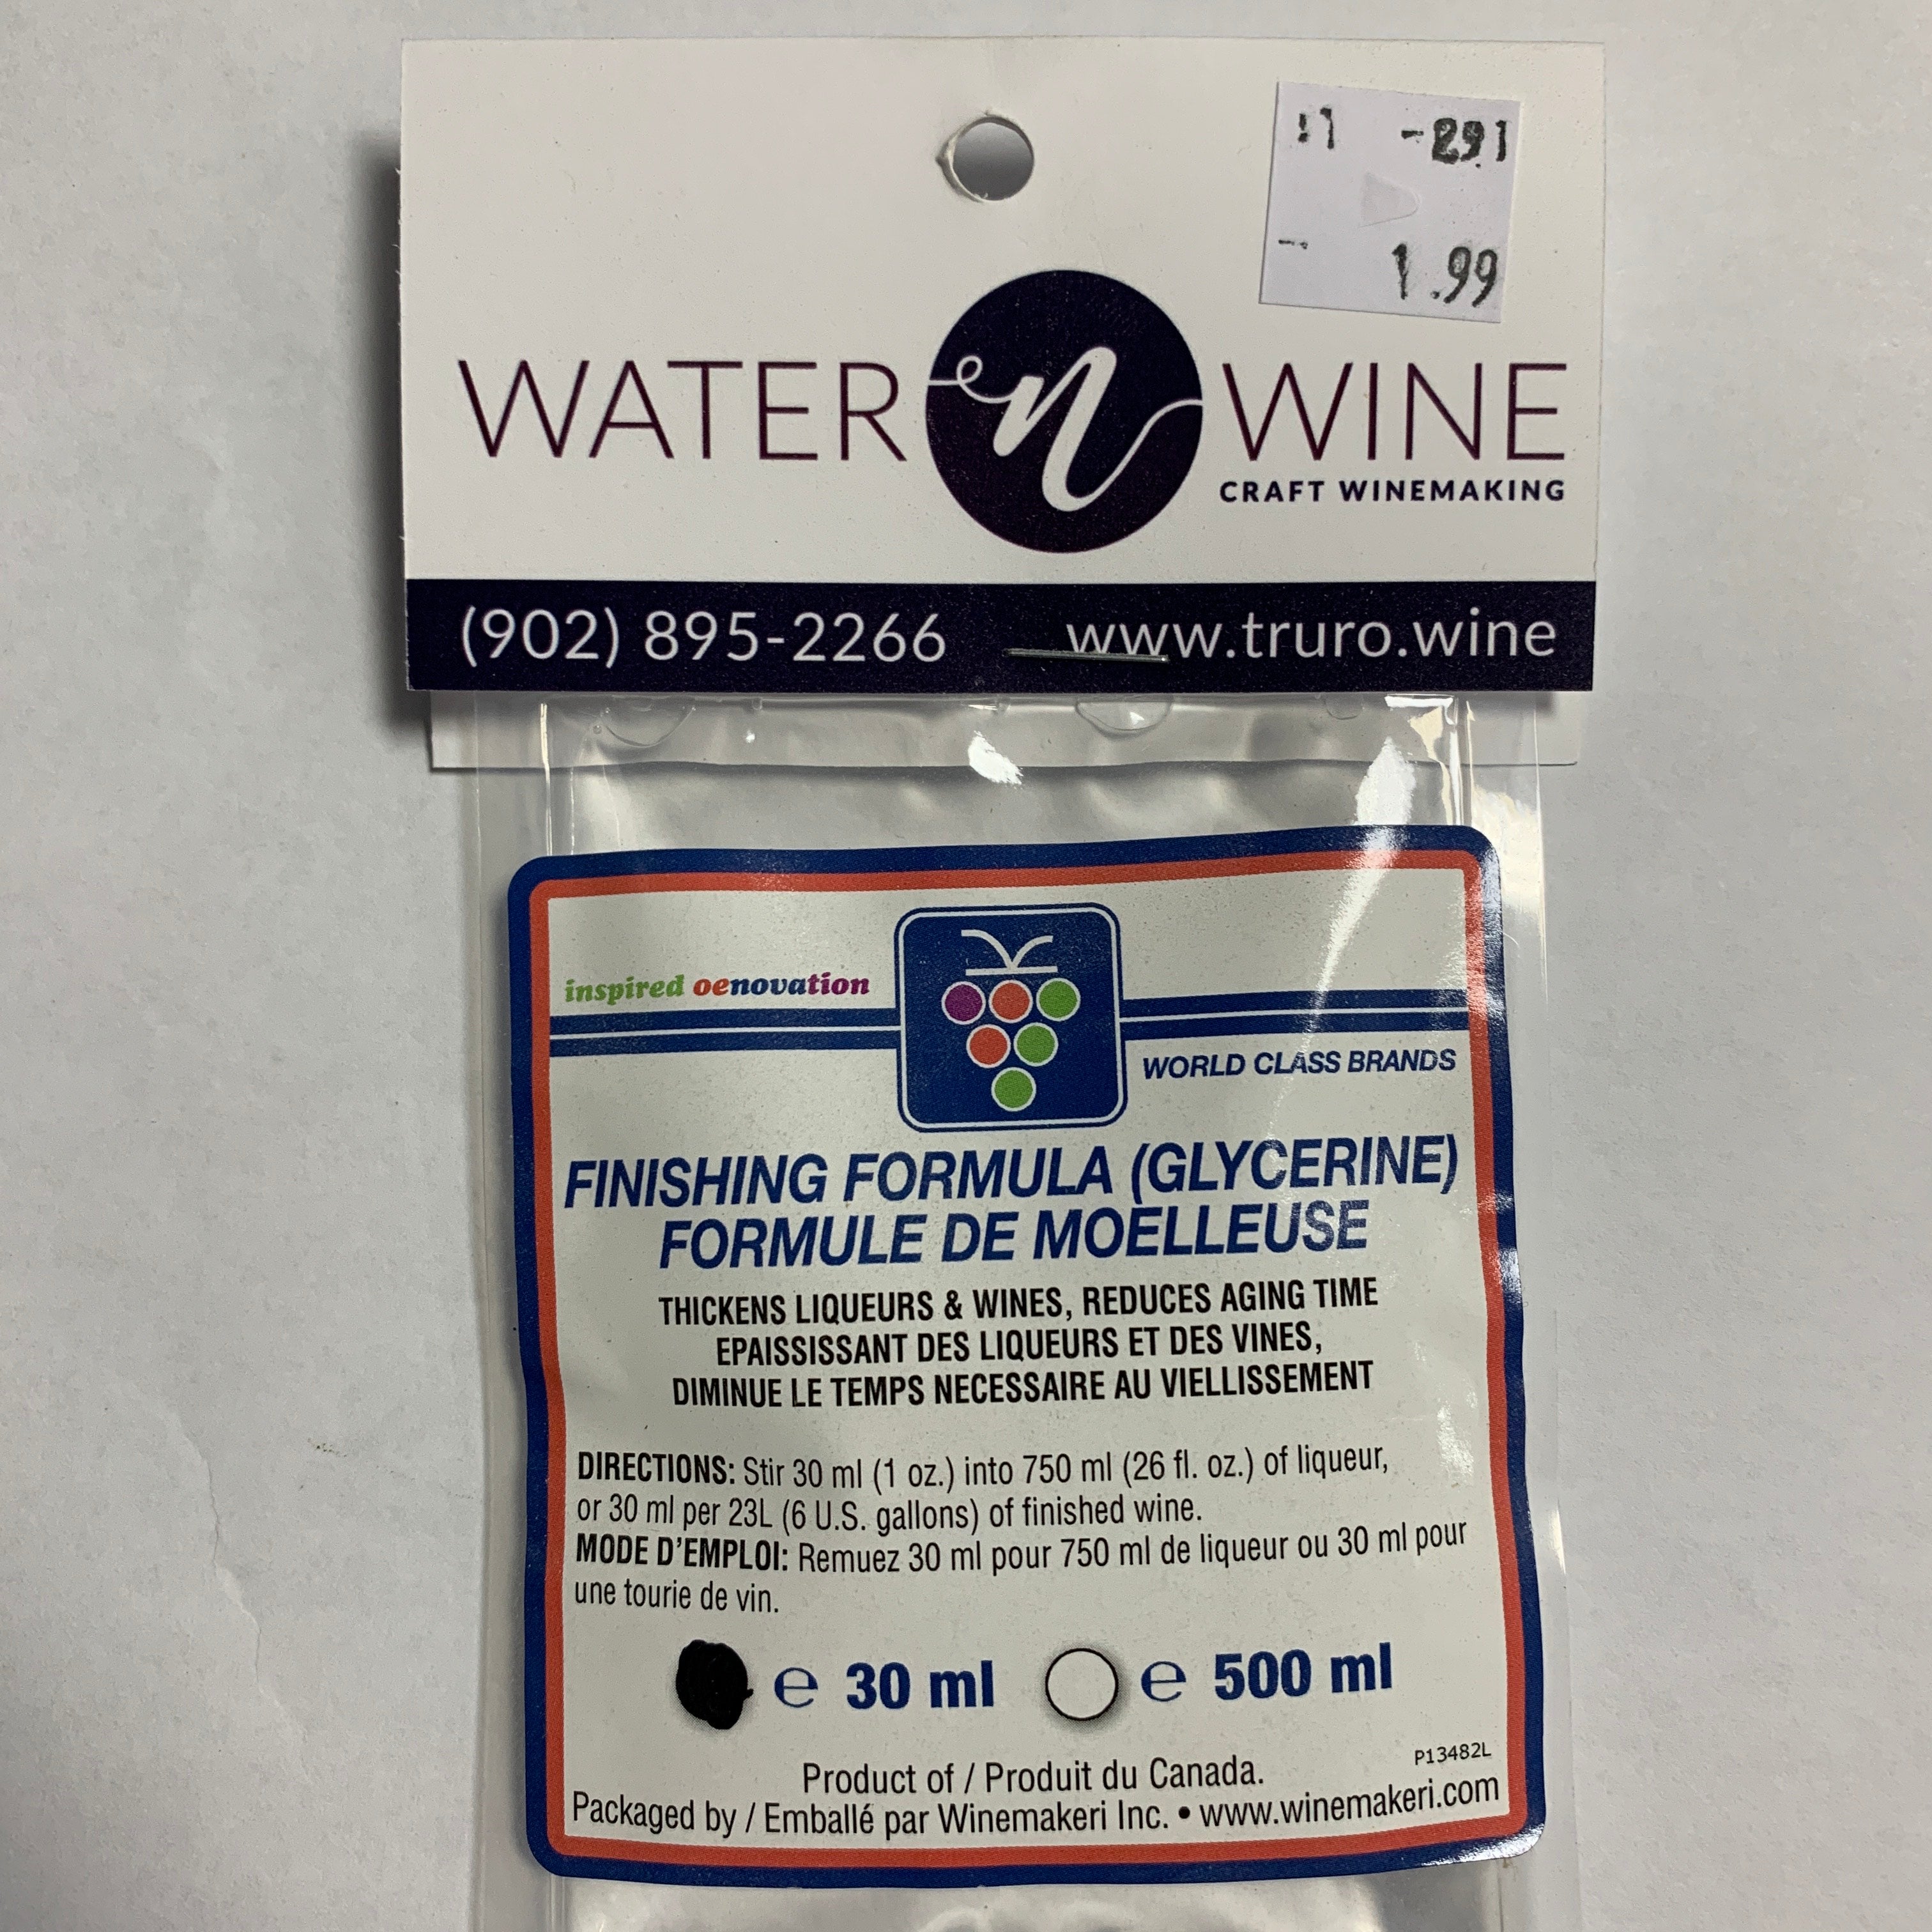 1.99
WATER n WINE
CRAFT WINEMAKING
(902) 895-2266 www.truro.wine
inspired oenovation
WORLD CLASS BRANDS
FINISHING FORMULA (GLYCERINE)
FORMULE DE MOËLLEUSE
THICKENS LIQUEURS & WINES, REDUCES AGING TIME
EPAISSISSANT DES LIQUEURS ET DES VINES,
DIMINUE LE TEMPS NECESSAIRE AU VIELLISSEMENT
DIRECTIONS: Stir 30 ml (1 oz.) into 750 ml (26 fl. oz.) of liqueur,
or 30 ml per 23L (6 U.S. gallons) of finished wine.
MODE D'EMPLOI: Remuez 30 ml pour 750 ml de liqueur ou 30 ml pour
une tourie de vin.
e 30 ml e 500 ml
P13482L
Product of / Produit du Canada.
Packaged by / Emballé par Winemakeri Inc. • www.winemakeri.com